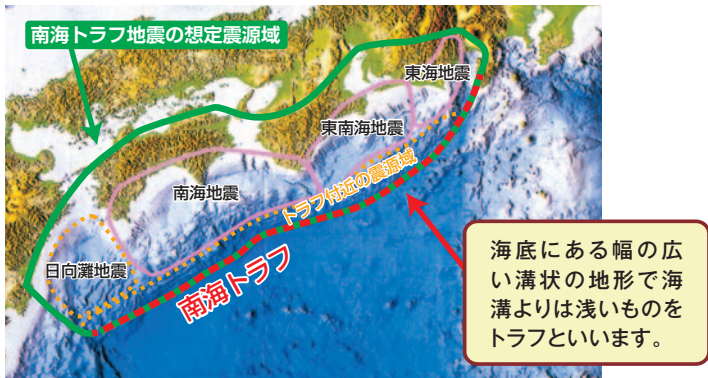 南海トラフ地震の想定震源域
東海地震
東南海地震
南海地震
トラフ付近の震源域
日向灘地震
南海トラフ
海底にある幅の広
い溝状の地形で海
溝よりは浅いものを
トラフといいます。